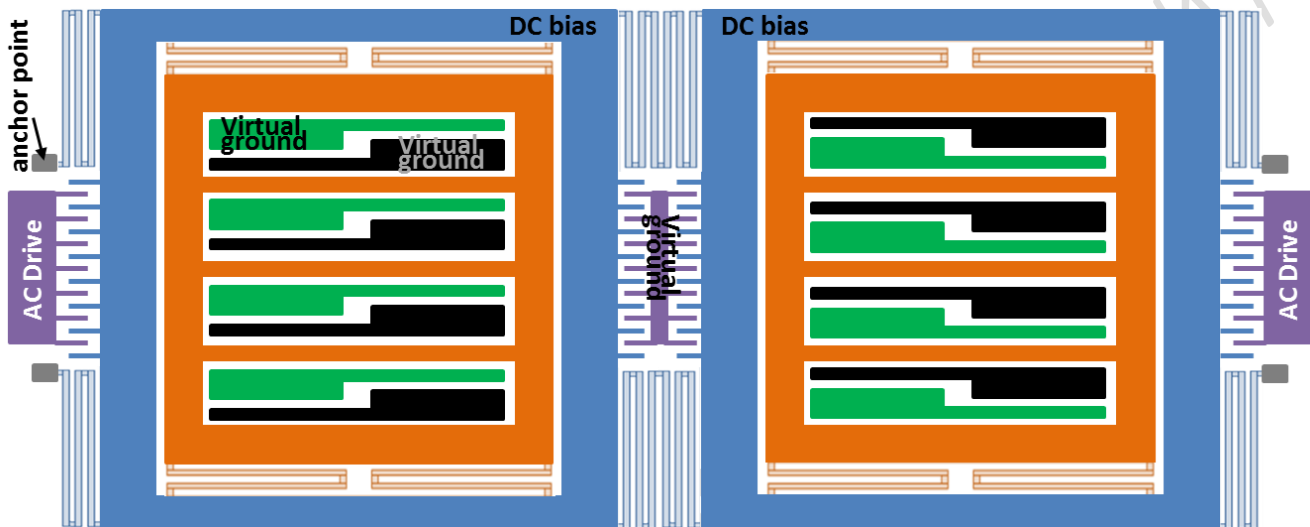 DC bias
DC bias
anchor point
Virtual
ground
Virtual
ground
AC Drive
Virtual
ground
AC Drive